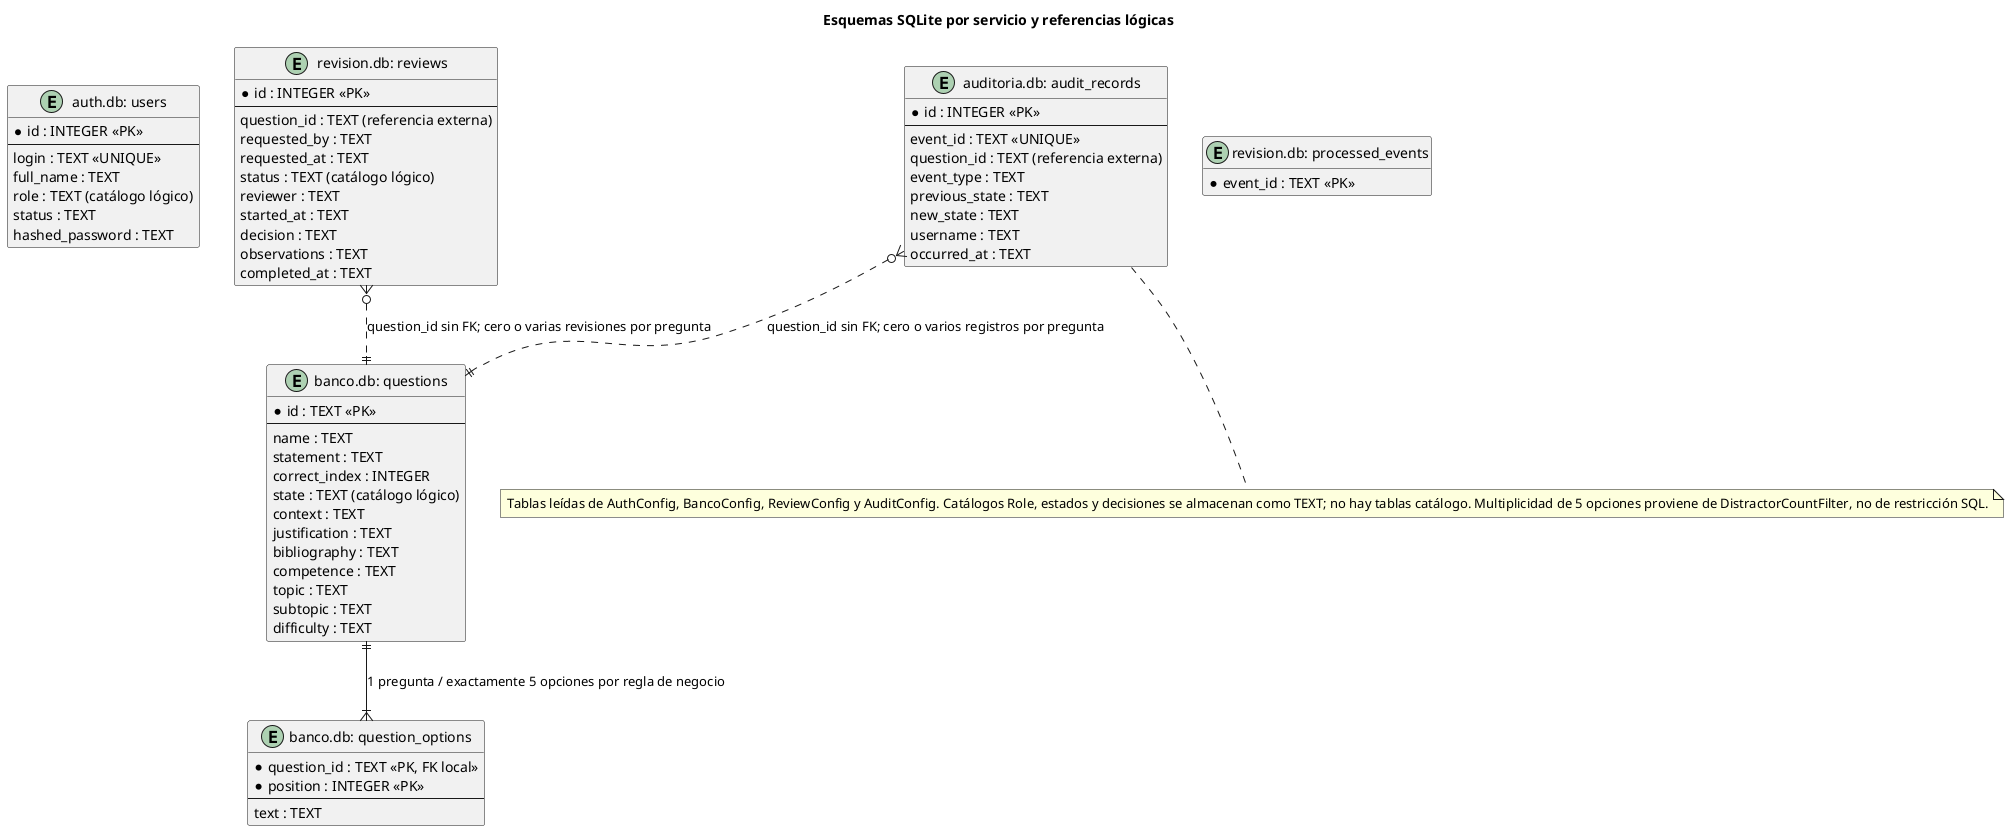 Esquemas SQLite por servicio y referencias lógicas
E auth.db: users
id : INTEGER «PK»
login : TEXT «UNIQUE»
full_name : TEXT
role : TEXT (catálogo lógico)
status : TEXT
hashed_password : TEXT
E revision.db: reviews
id : INTEGER «PK»
question_id : TEXT (referencia externa)
requested_by : TEXT
requested_at : TEXT
status : TEXT (catálogo lógico)
reviewer : TEXT
started_at : TEXT
decision : TEXT
observations : TEXT
completed_at : TEXT
E auditoria.db: audit_records
id : INTEGER «PK»
event_id : TEXT «UNIQUE»
question_id : TEXT (referencia externa)
event_type : TEXT
previous_state : TEXT
new_state : TEXT
username : TEXT
occurred_at : TEXT
E revision.db: processed_events
event_id : TEXT «PK»
question_id sin FK; cero o varias revisiones por pregunta
question_id sin FK; cero o varios registros por pregunta
E banco.db: questions
id : TEXT «PK»
name : TEXT
statement : TEXT
correct_index : INTEGER
state : TEXT (catálogo lógico)
context : TEXT
justification : TEXT
bibliography : TEXT
competence : TEXT
topic : TEXT
subtopic : TEXT
difficulty : TEXT
Tablas leídas de AuthConfig, BancoConfig, ReviewConfig y AuditConfig. Catálogos Role, estados y decisiones se almacenan como TEXT; no hay tablas catálogo. Multiplicidad de 5 opciones proviene de DistractorCountFilter, no de restricción SQL.
1 pregunta / exactamente 5 opciones por regla de negocio
E banco.db: question_options
question_id : TEXT «PK, FK local»
position : INTEGER «PK»
text : TEXT